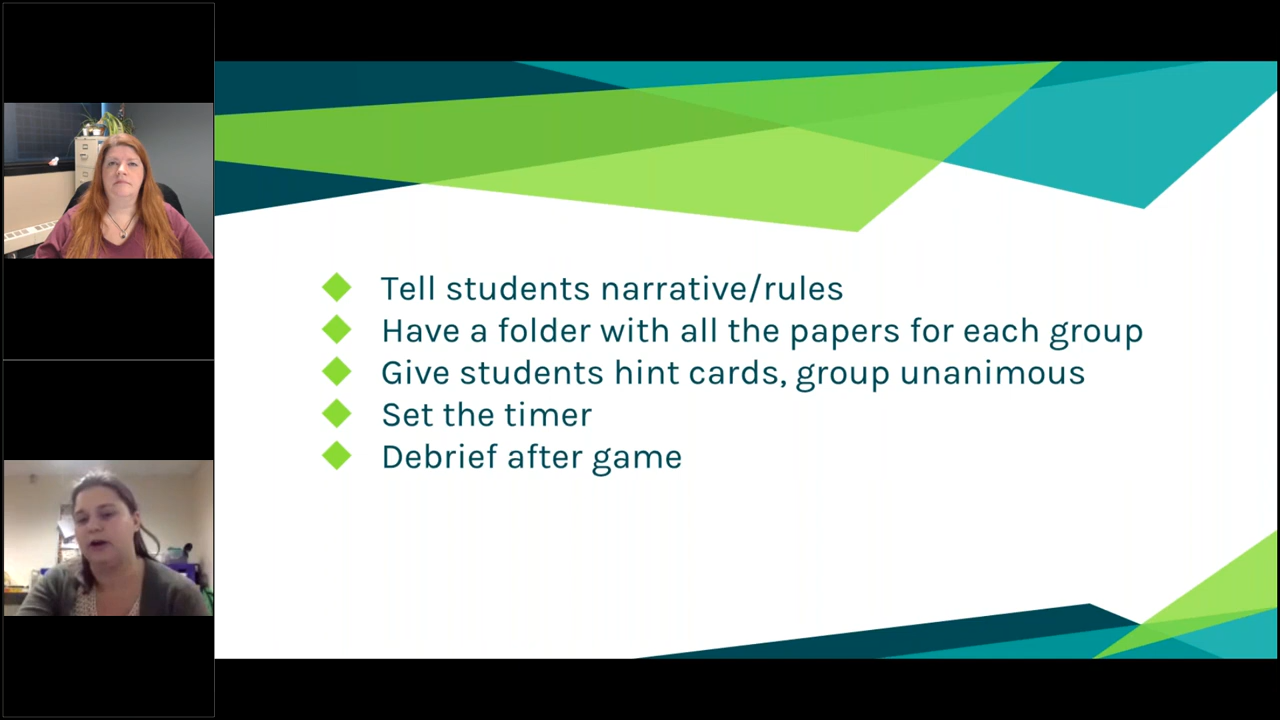 Tell students narrative/rules
Have a folder with all the papers for each group
Give students hint cards, group unanimous
Set the timer
Debrief after game